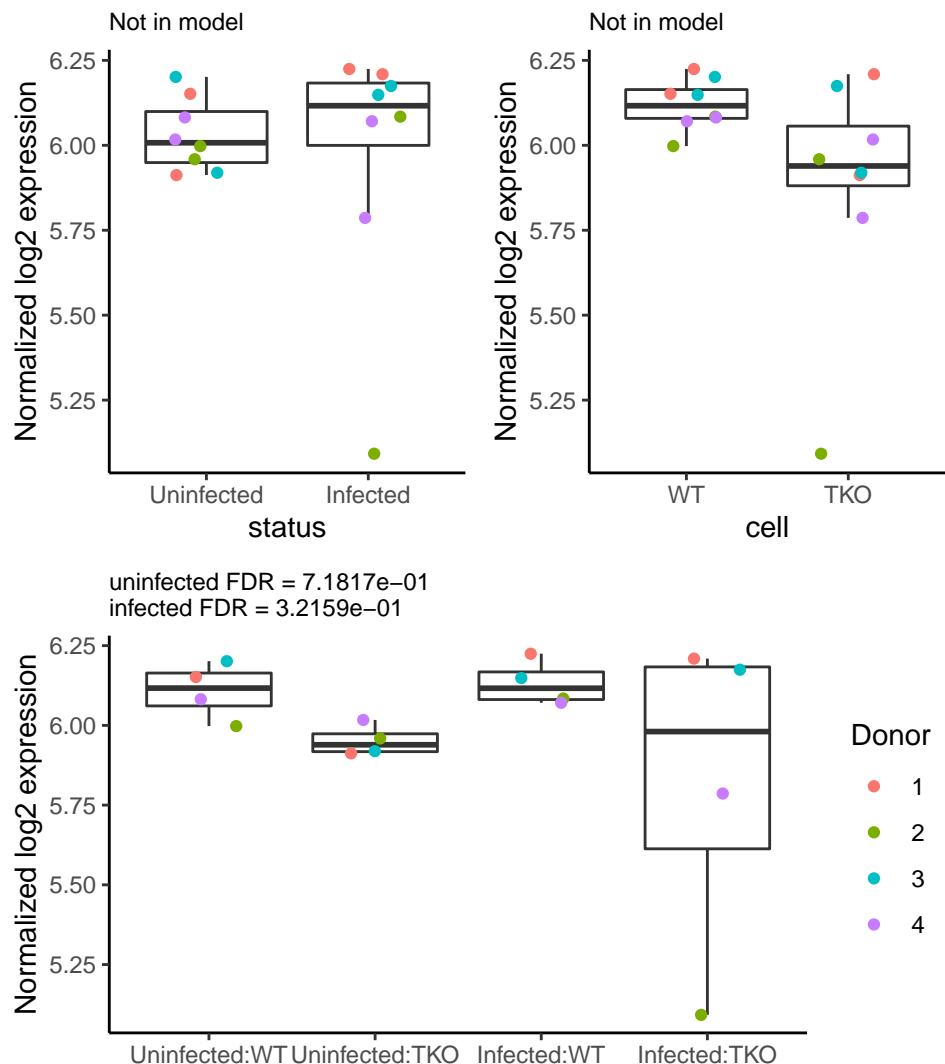 Not in model
Normalized log2 expression
6.25
6.00
5.75
5.50
5.25
Uninfected
Infected
status
Not in model
Normalized log2 expression
6.25
6.00
5.75
5.50
5.25
WT
TKO
cell
uninfected FDR = 7.1817e−01
infected FDR = 3.2159e−01
Normalized log2 expression
6.25
6.00
5.75
5.50
5.25
Uninfected:WT
Uninfected:TKO
Infected:WT
Infected:TKO
Donor
1
2
3
4